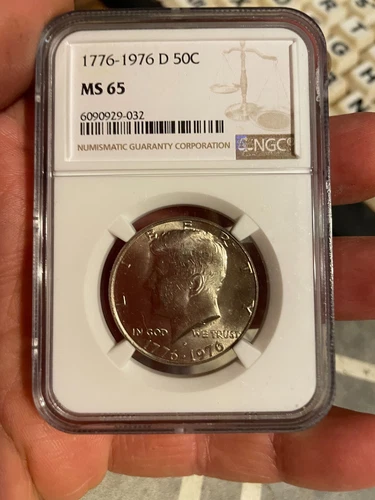 1776-1976 D 50C
MS 65
6090929-032
NUMISMATIC GUARANTY CORPORATION
NGC
LIBERTY
IN GOD WE TRUST
1776·1976